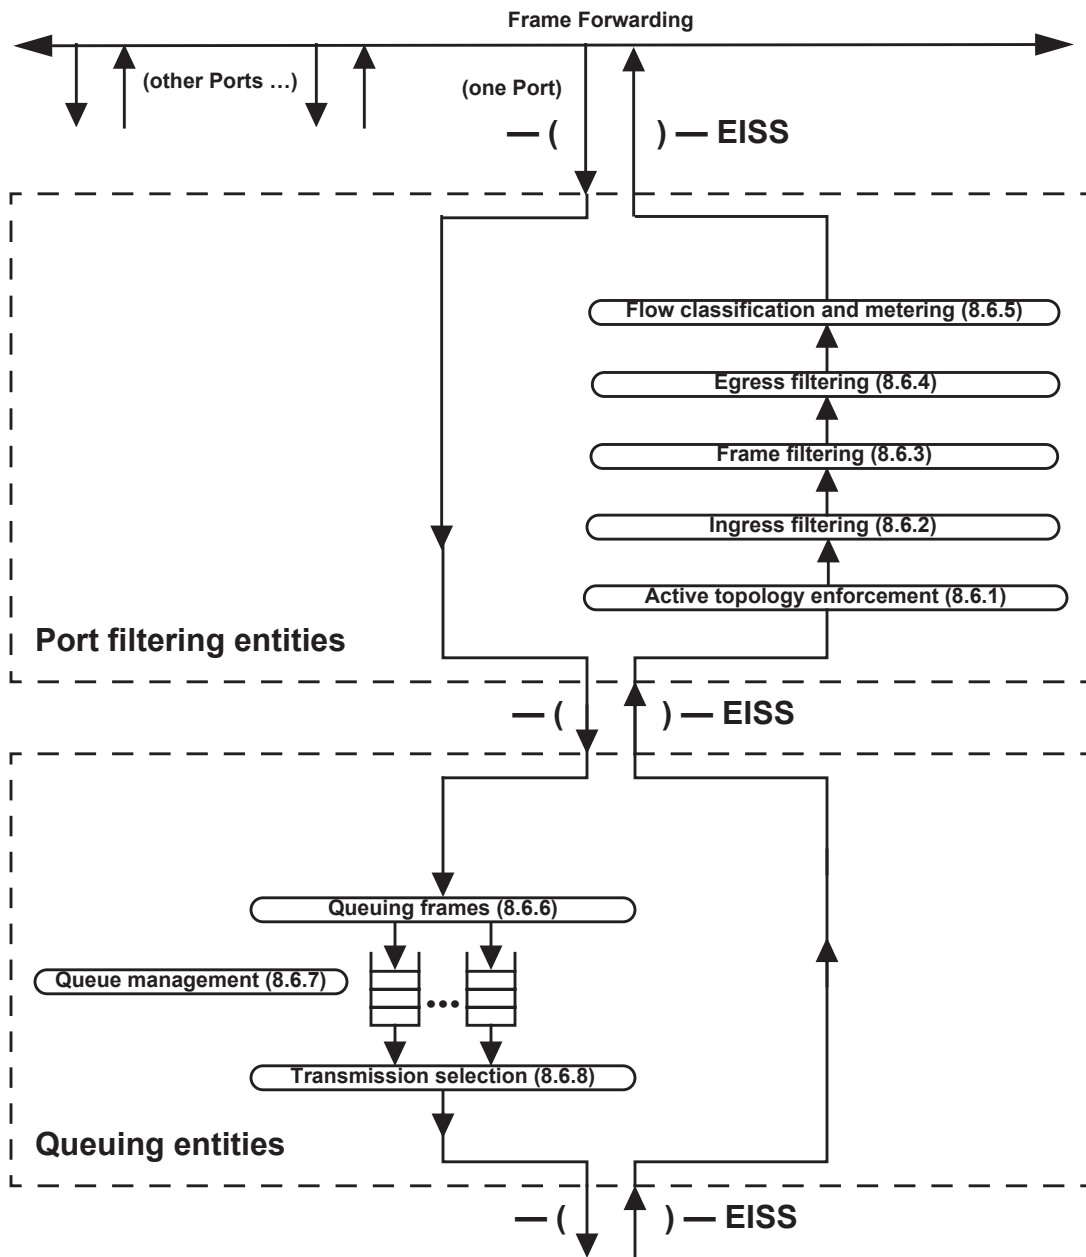 Frame Forwarding
(other Ports …)
(one Port)
— ( ) — EISS
Flow classification and metering (8.6.5)
Egress filtering (8.6.4)
Frame filtering (8.6.3)
Ingress filtering (8.6.2)
Active topology enforcement (8.6.1)
Port filtering entities
— ( ) — EISS
Queuing frames (8.6.6)
Queue management (8.6.7)
Transmission selection (8.6.8)
Queuing entities
— ( ) — EISS